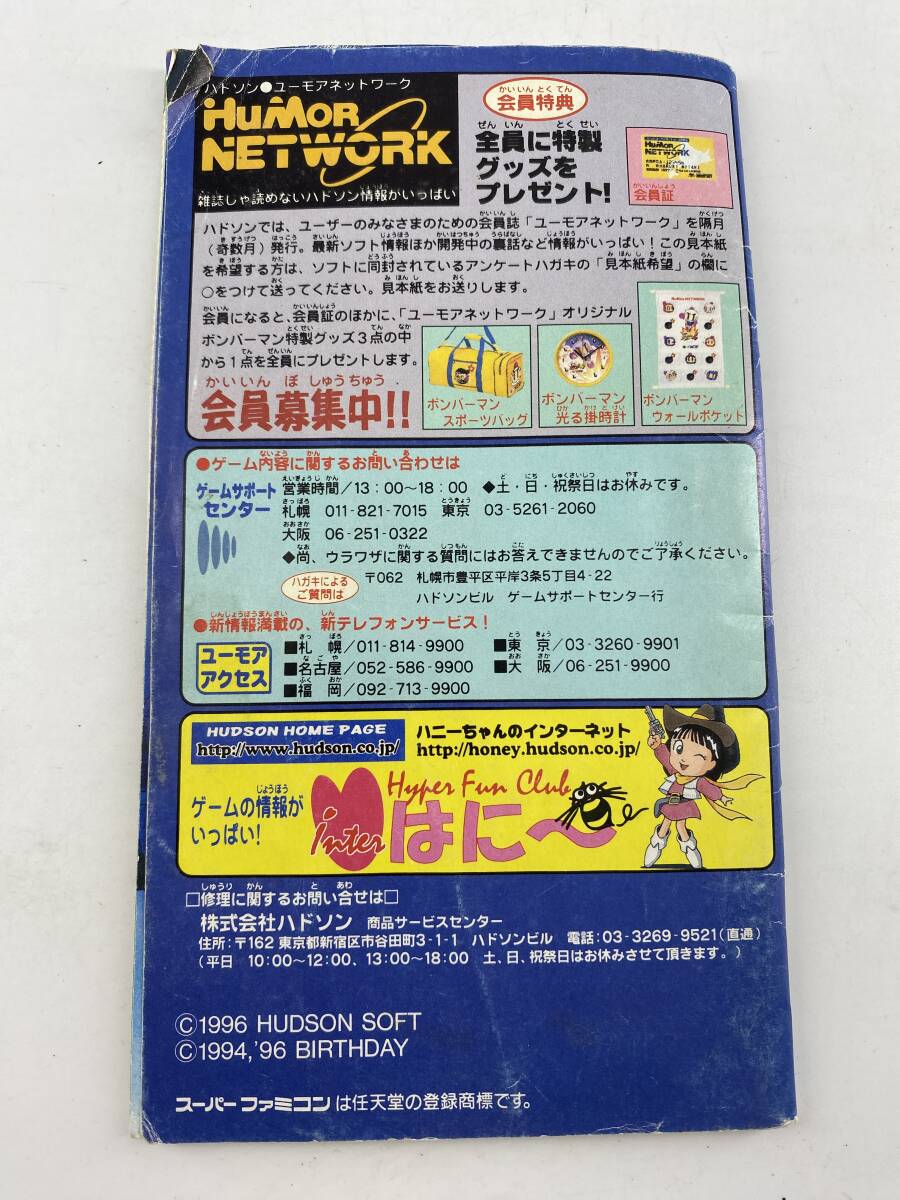 ハドソン●ユーモアネットワーク
HuMoR
NETWORK
雑誌じゃ読めないハドソン情報がいっぱい
会員特典
全員に特製
グッズを
プレゼント!
会員証
ハドソンでは、ユーザーのみなさまのための会員誌「ユーモアネットワーク」を隔月
(奇数月)発行。最新ソフト情報ほか開発中の裏話など情報がいっぱい!この見本紙
を希望する方は、ソフトに同封されているアンケートハガキの「見本紙希望」の欄に
○をつけて送ってください。見本紙をお送りします。
会員になると、会員証のほかに、「ユーモアネットワーク」オリジナル
ボンバーマン特製グッズ3点の中
から1点を全員にプレゼントします。
かいいん ぼ しゅうちゅう
会員募集中!!
ボンバーマン
スポーツバッグ
ボンバーマン
光る掛時計
ボンバーマン
ウォールポケット
●ゲーム内容に関するお問い合わせは
ゲームサポート
センター
営業時間/13:00～18:00 ◆土・日・祝祭日はお休みです。
札幌 011-821-7015 東京 03-5261-2060
大阪 06-251-0322
◆尚、ウラワザに関する質問にはお答えできませんのでご了承ください。
ハガキによる
ご質問は
〒062 札幌市豊平区平岸3条5丁目4-22
ハドソンビル ゲームサポートセンター行
●新情報満載の、新テレフォンサービス!
ユーモア
アクセス
■札 幌/011-814-9900 ■東 京/03-3260-9901
■名古屋/052-586-9900 ■大 阪/06-251-9900
■福 岡/092-713-9900
HUDSON HOME PAGE
http://www.hudson.co.jp/
ハニーちゃんのインターネット
http://honey.hudson.co.jp/
ゲームの情報が
いっぱい!
Hyper Fun Club
inter はに～
□修理に関するお問い合せは□
株式会社ハドソン 商品サービスセンター
住所:〒162 東京都新宿区市谷田町3-1-1 ハドソンビル 電話:03-3269-9521(直通)
(平日 10:00～12:00、13:00～18:00 土、日、祝祭日はお休みさせて頂きます。)
©1996 HUDSON SOFT
©1994,'96 BIRTHDAY
スーパーファミコンは任天堂の登録商標です。